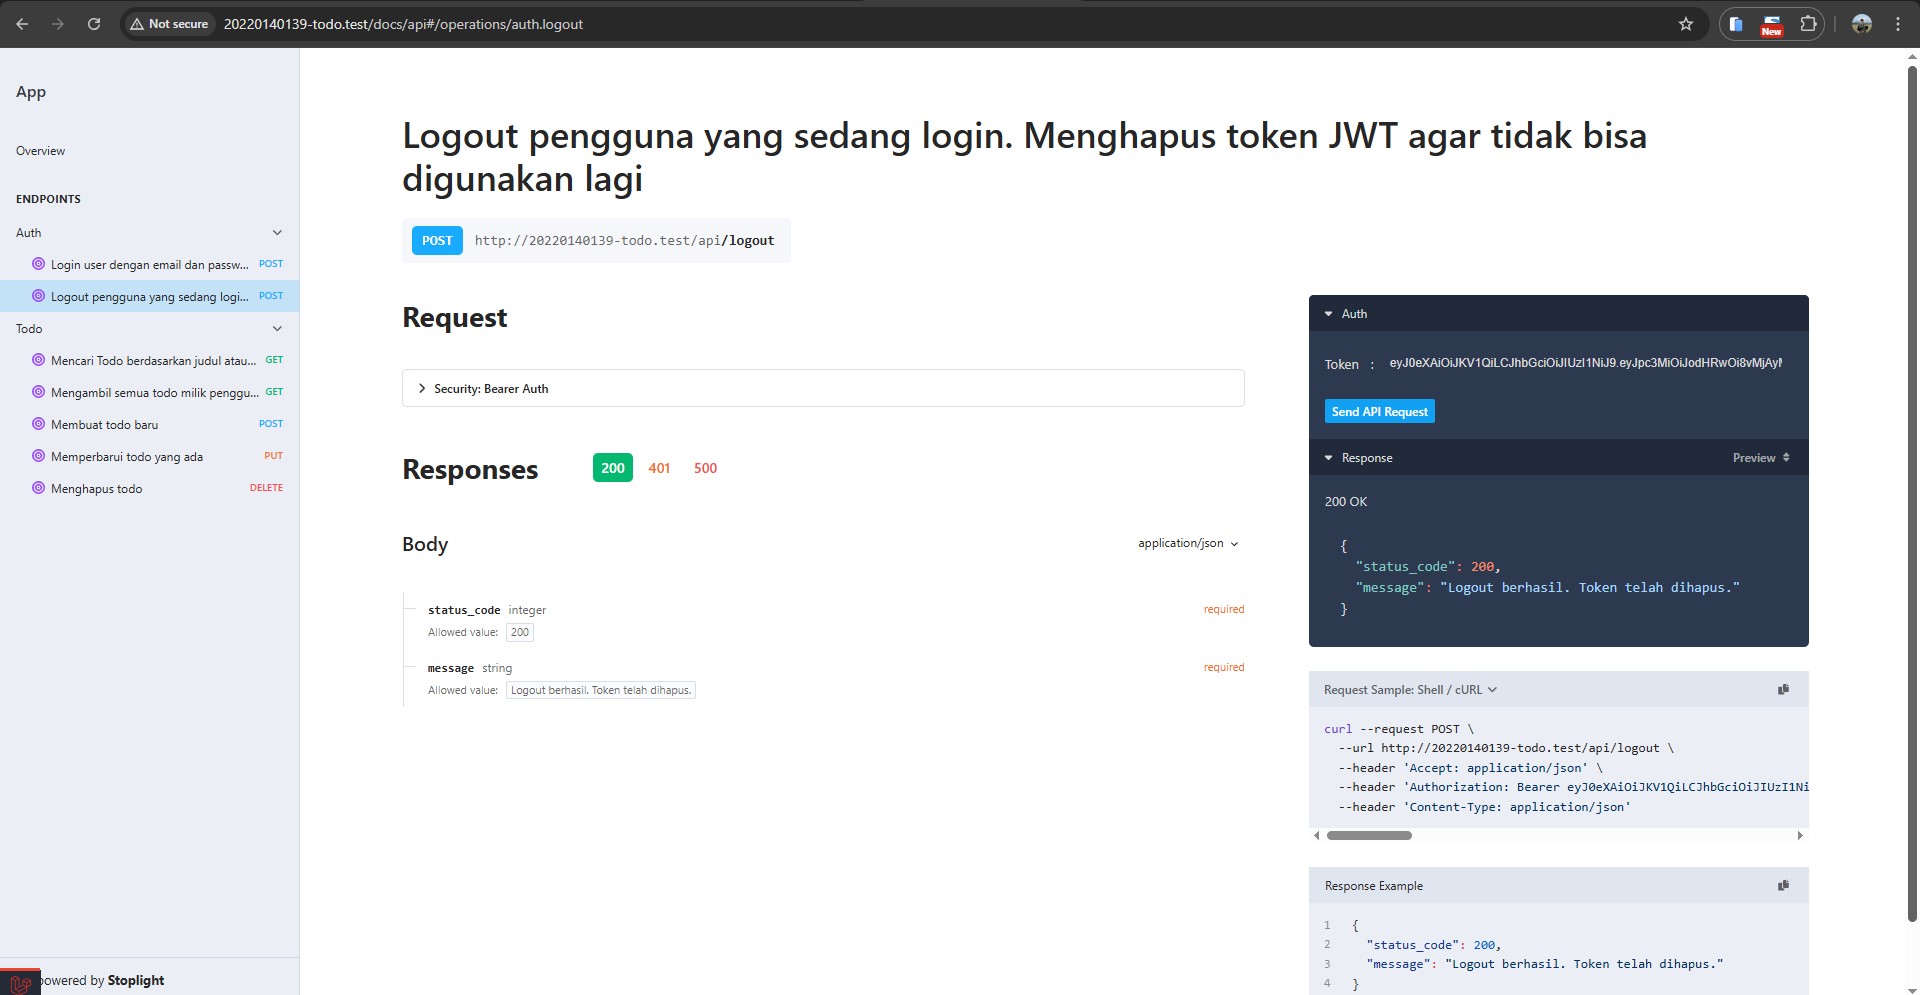 Not secure
20220140139-todo.test/docs/api#/operations/auth.logout
New
App
Overview
ENDPOINTS
Auth
Login user dengan email dan passw... POST
Logout pengguna yang sedang logi... POST
Todo
Mencari Todo berdasarkan judul atau... GET
Mengambil semua todo milik penggu... GET
Membuat todo baru POST
Memperbarui todo yang ada PUT
Menghapus todo DELETE
powered by Stoplight
Logout pengguna yang sedang login. Menghapus token JWT agar tidak bisa
digunakan lagi
POST http://20220140139-todo.test/api/logout
Request
Security: Bearer Auth
Responses 200 401 500
Body application/json
status_code integer required
Allowed value: 200
message string required
Allowed value: Logout berhasil. Token telah dihapus.
Auth
Token : eyJ0eXAiOiJKV1QiLCJhbGciOiJIUzI1NiJ9.eyJpc3MiOiJodHRwOi8vMjAyM
Send API Request
Response Preview
200 OK
{
"status_code": 200,
"message": "Logout berhasil. Token telah dihapus."
}
Request Sample: Shell / cURL
curl --request POST \
--url http://20220140139-todo.test/api/logout \
--header 'Accept: application/json' \
--header 'Authorization: Bearer eyJ0eXAiOiJKV1QiLCJhbGciOiJIUzI1Ni
--header 'Content-Type: application/json'
Response Example
1 {
2 "status_code": 200,
3 "message": "Logout berhasil. Token telah dihapus."
4 }